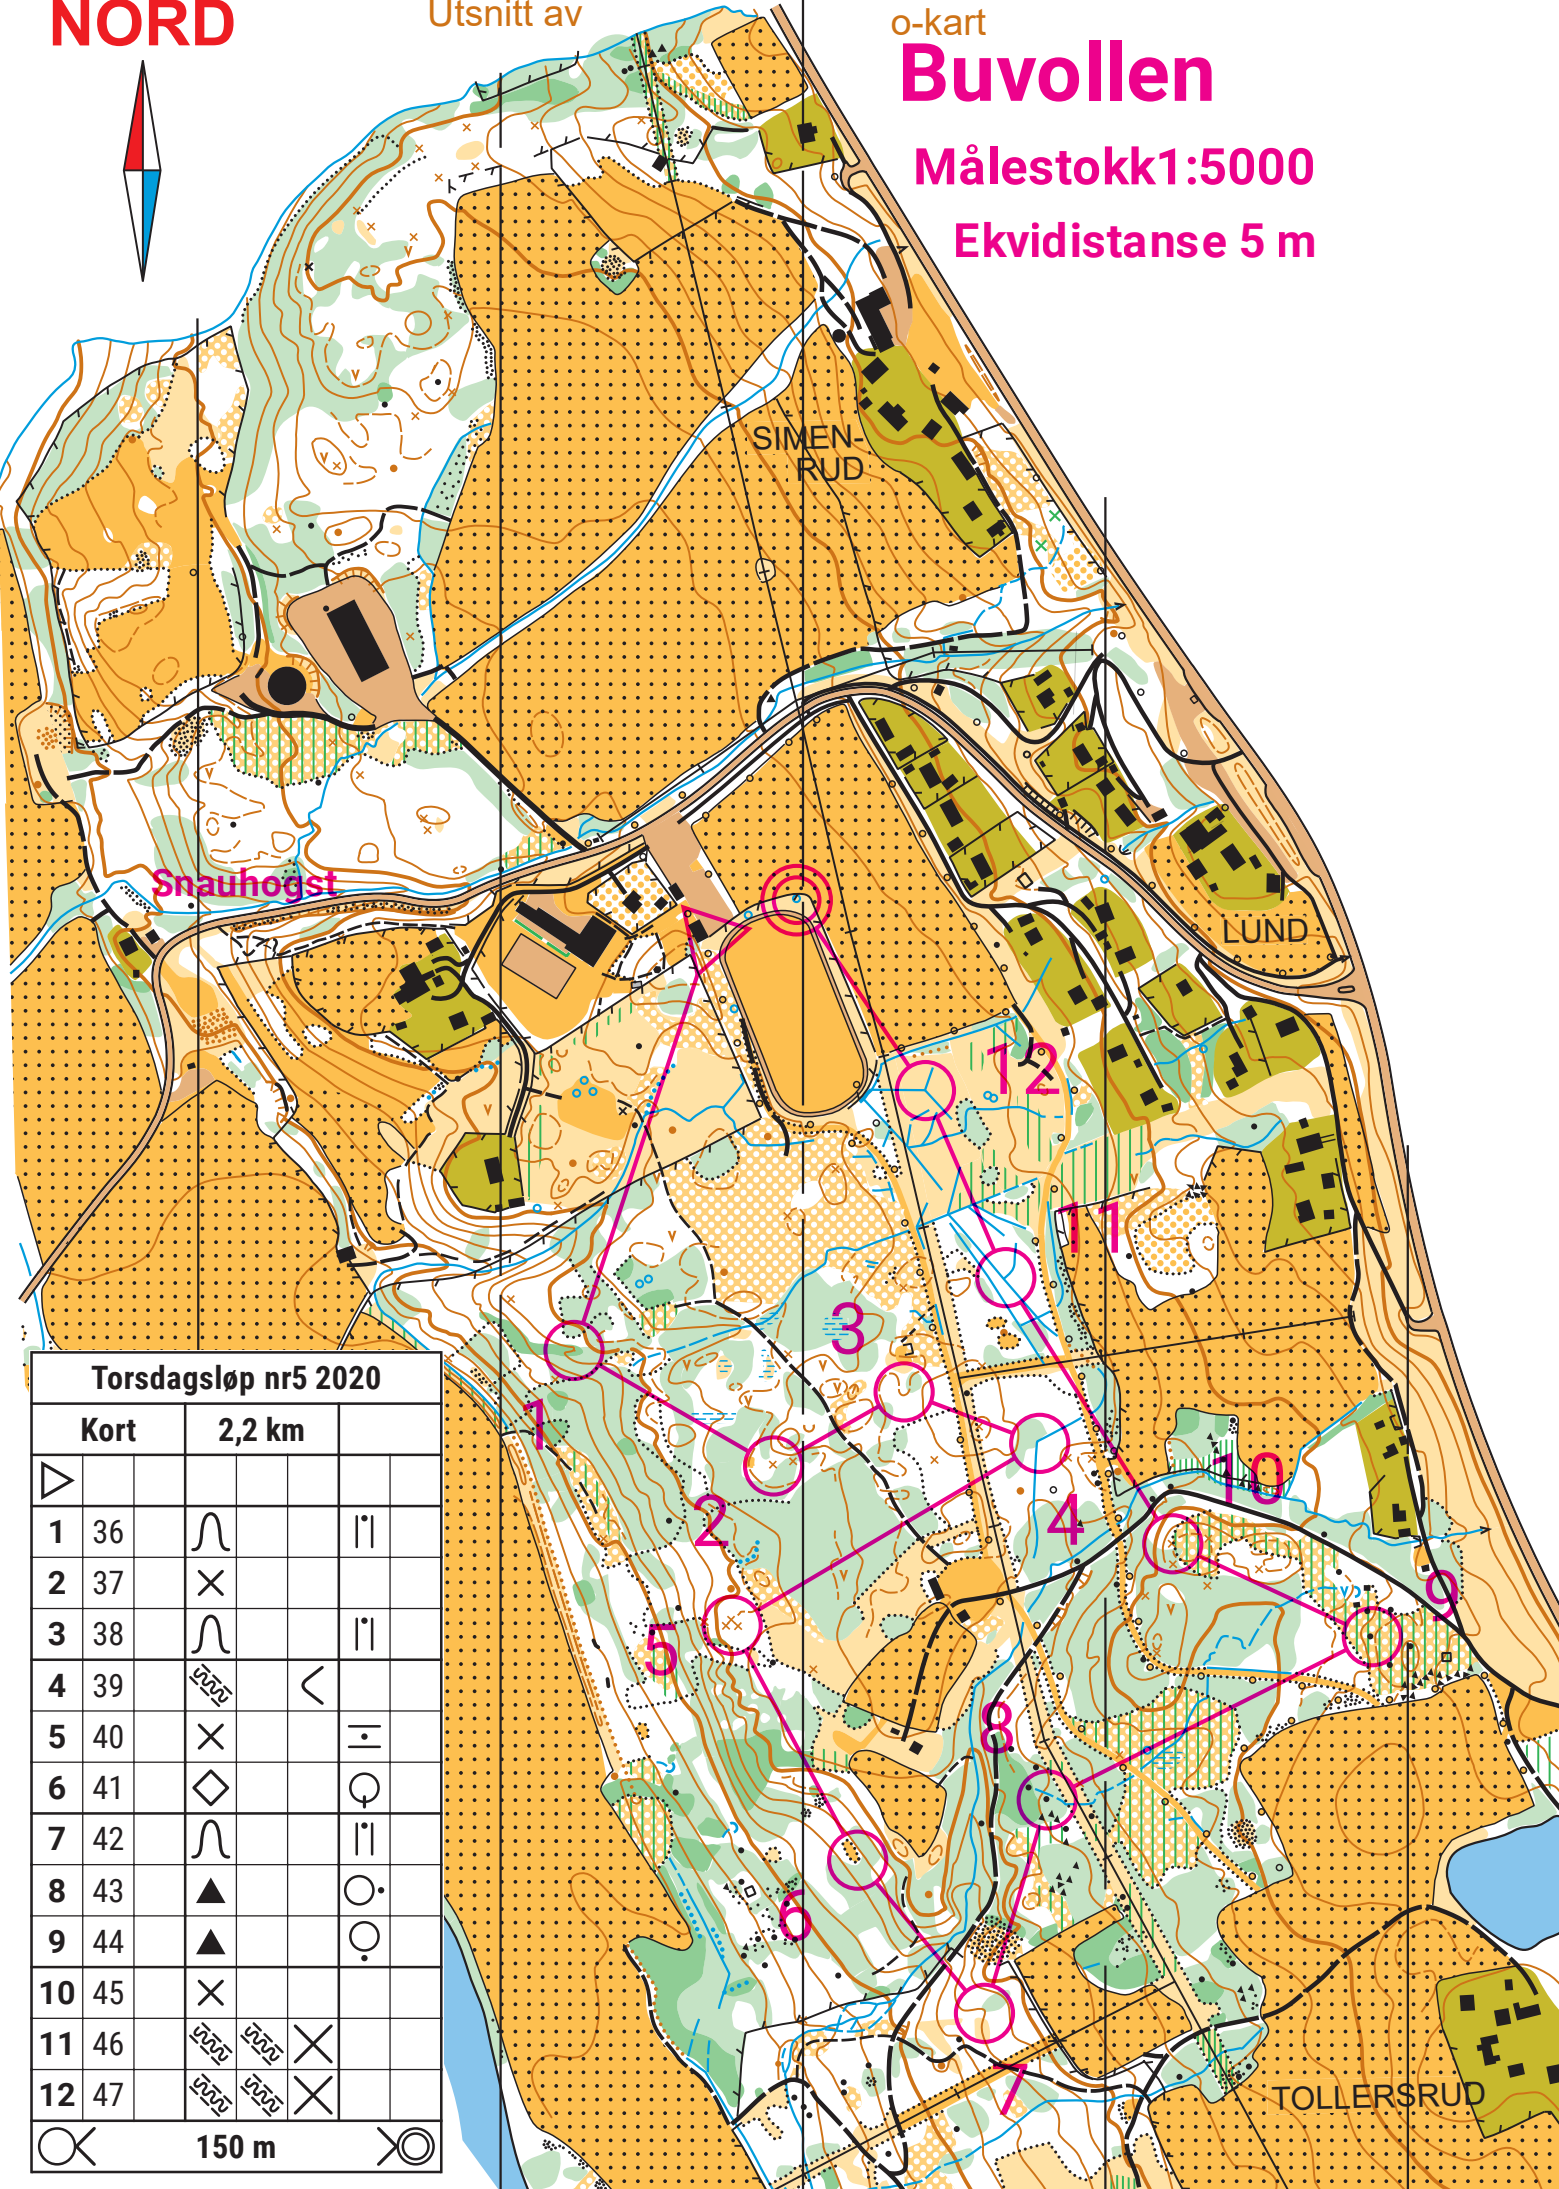 NORD
Utsnitt av
o-kart
Buvollen
Målestokk1:5000
Ekvidistanse 5 m
SIMEN-
RUD
Snauhogst
LUND
12
11
3
1
10
2
4
9
5
8
6
7
TOLLERSRUD
Torsdagsløp nr5 2020
Kort 2,2 km
1 36
2 37
3 38
4 39
5 40
6 41
7 42
8 43
9 44
10 45
11 46
12 47
150 m